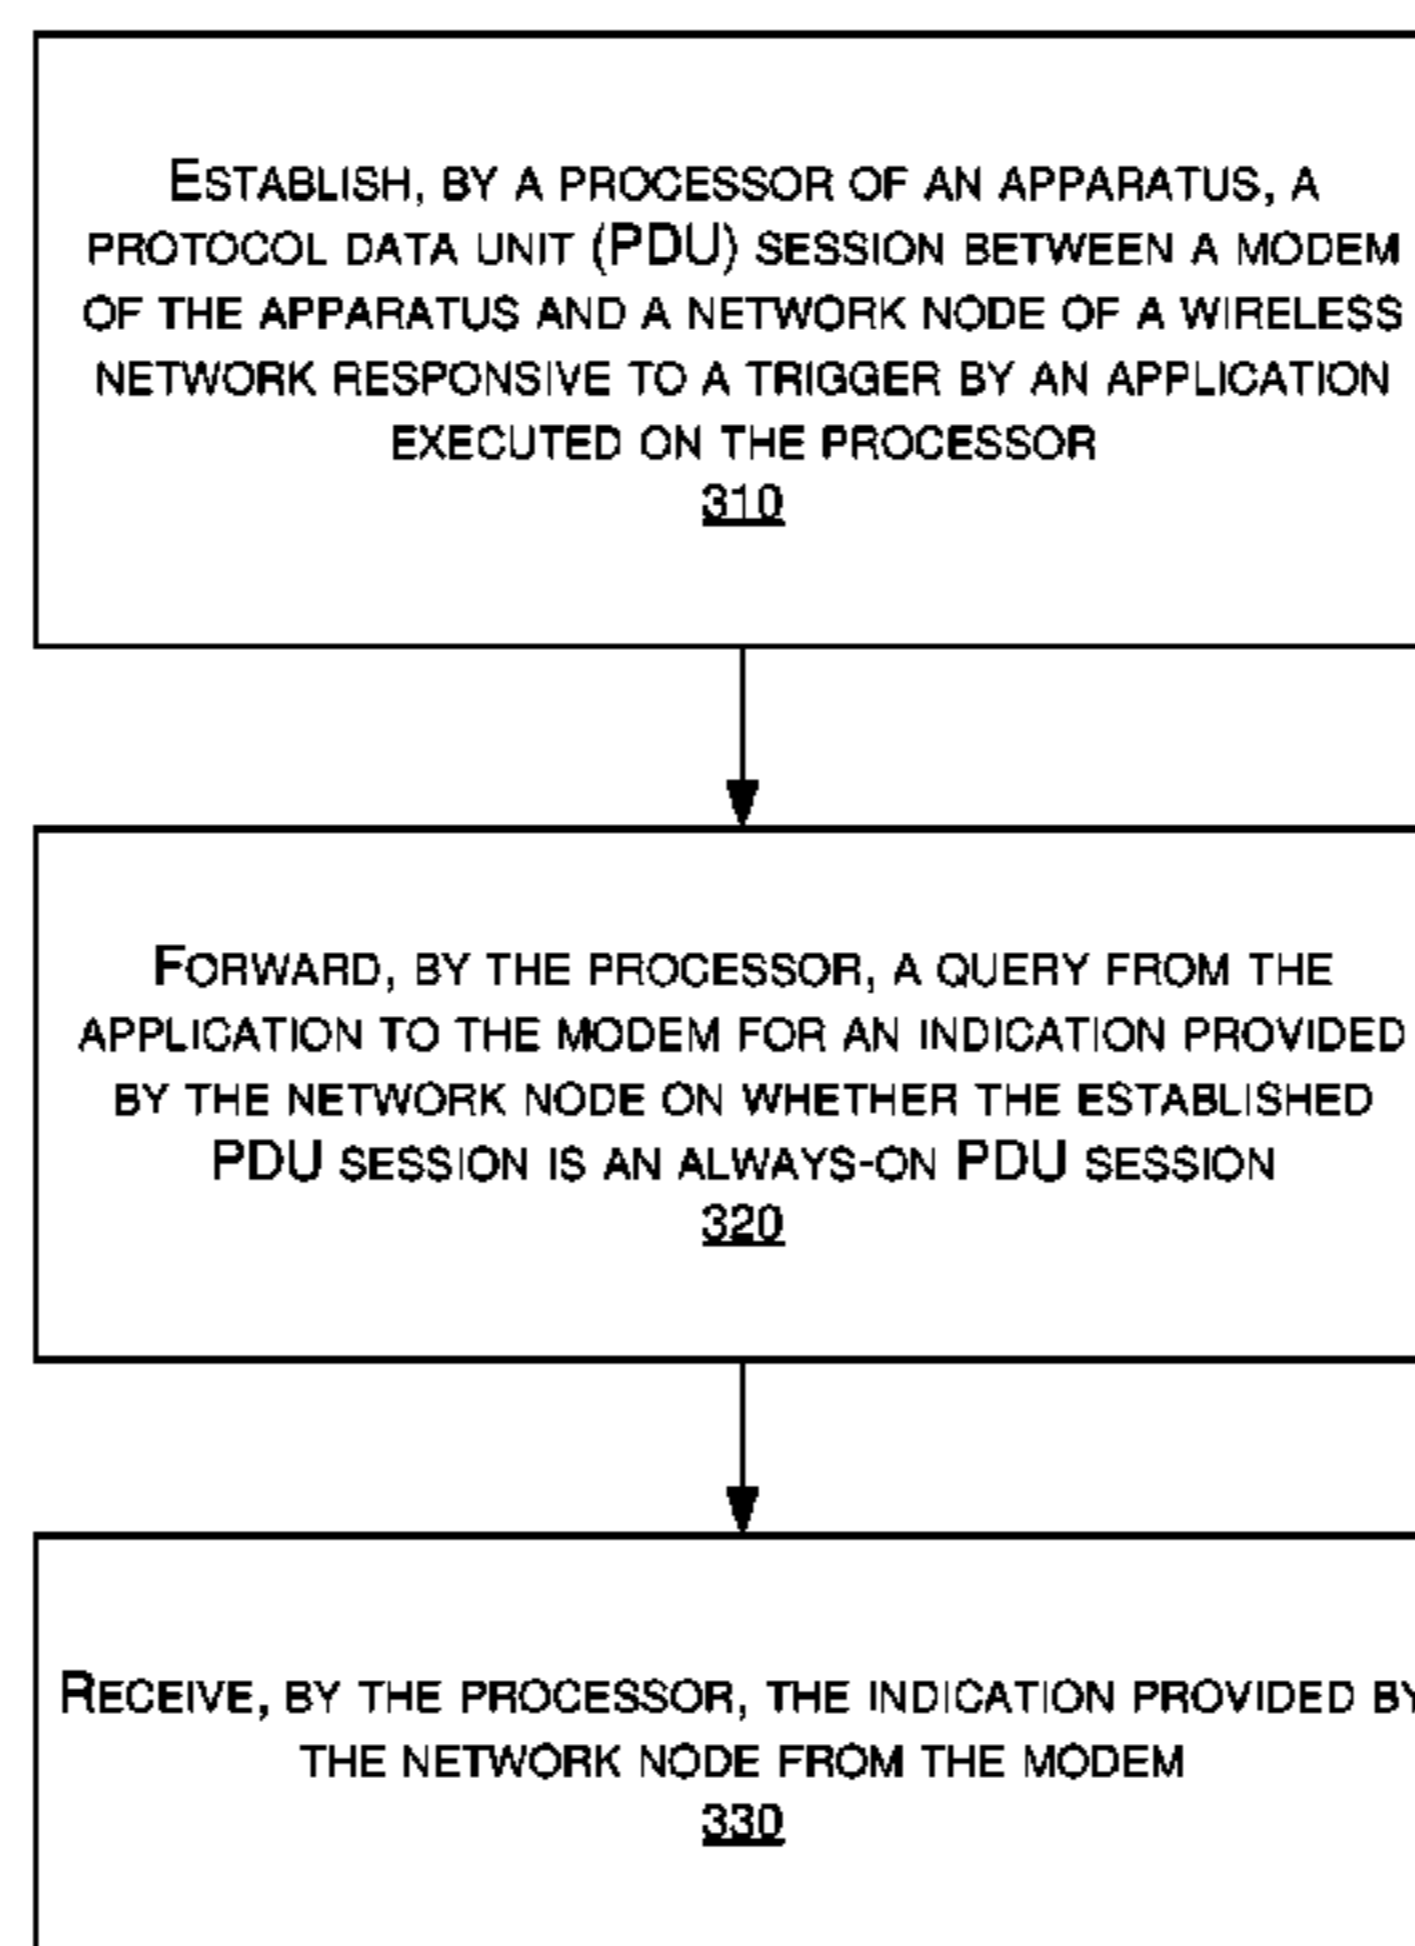 ESTABLISH, BY A PROCESSOR OF AN APPARATUS, A
PROTOCOL DATA UNIT (PDU) SESSION BETWEEN A MODEM
OF THE APPARATUS AND A NETWORK NODE OF A WIRELESS
NETWORK RESPONSIVE TO A TRIGGER BY AN APPLICATION
EXECUTED ON THE PROCESSOR
310
FORWARD, BY THE PROCESSOR, A QUERY FROM THE
APPLICATION TO THE MODEM FOR AN INDICATION PROVIDED
BY THE NETWORK NODE ON WHETHER THE ESTABLISHED
PDU SESSION IS AN ALWAYS-ON PDU SESSION
320
RECEIVE, BY THE PROCESSOR, THE INDICATION PROVIDED BY
THE NETWORK NODE FROM THE MODEM
330